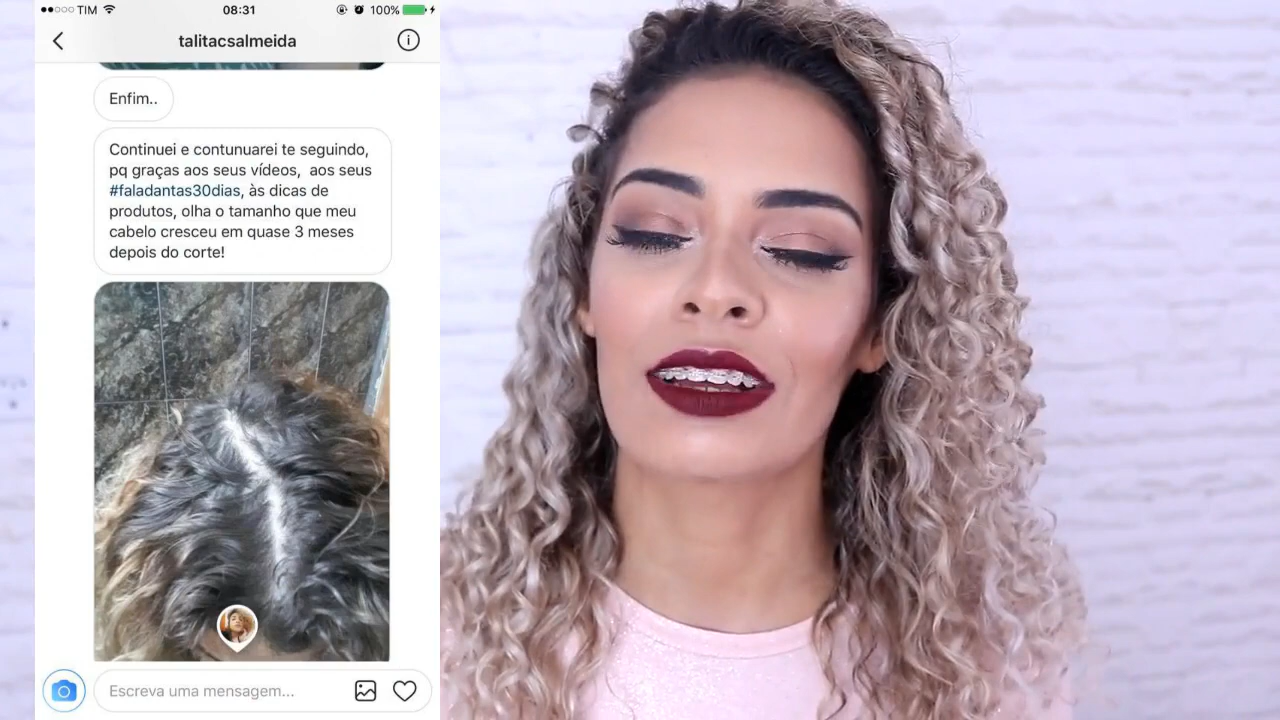 TIM 08:31 100%
talitacsalmeida
Enfim..
Continuei e contunuarei te seguindo,
pq graças aos seus vídeos, aos seus
#faladantas30dias, às dicas de
produtos, olha o tamanho que meu
cabelo cresceu em quase 3 meses
depois do corte!
Escreva uma mensagem...